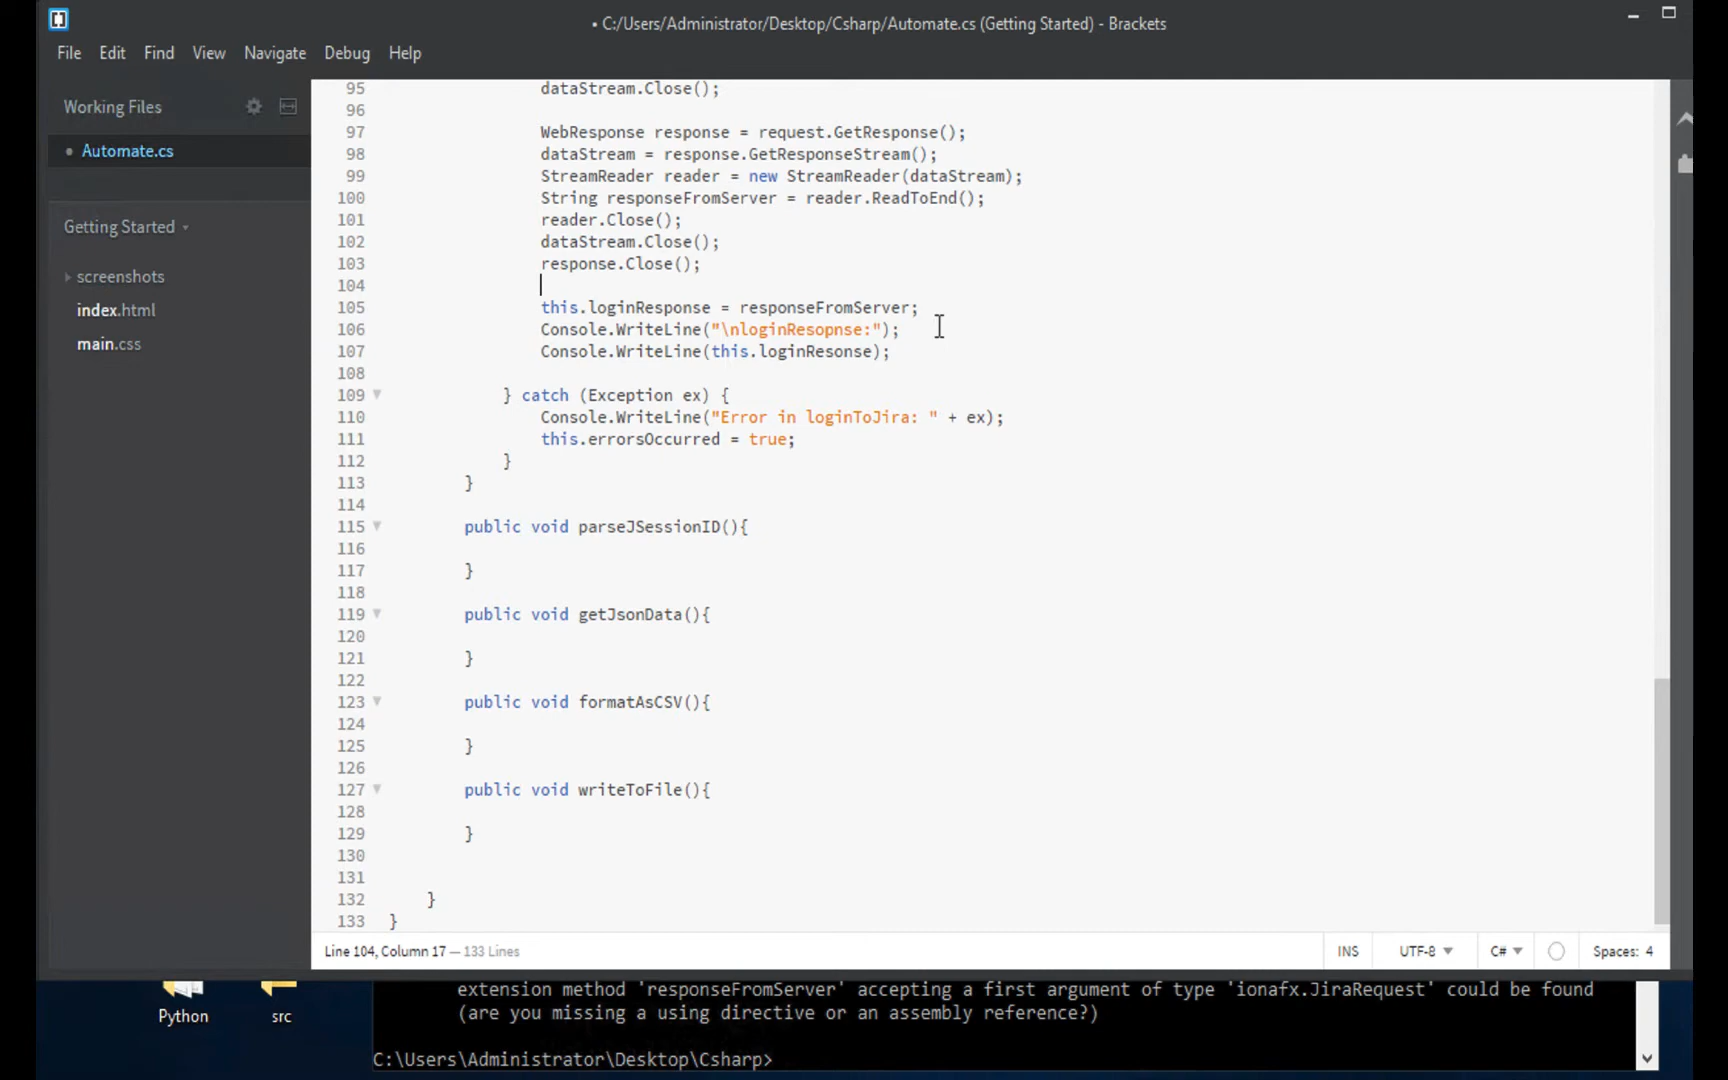 • C:/Users/Administrator/Desktop/Csharp/Automate.cs (Getting Started) - Brackets
File Edit Find View Navigate Debug Help
Working Files
• Automate.cs
Getting Started
screenshots
index.html
main.css
95 dataStream.Close();
96
97 WebResponse response = request.GetResponse();
98 dataStream = response.GetResponseStream();
99 StreamReader reader = new StreamReader(dataStream);
100 String responseFromServer = reader.ReadToEnd();
101 reader.Close();
102 dataStream.Close();
103 response.Close();
104
105 this.loginResponse = responseFromServer;
106 Console.WriteLine("\nloginResopnse:");
107 Console.WriteLine(this.loginResonse);
108
109 } catch (Exception ex) {
110 Console.WriteLine("Error in loginToJira: " + ex);
111 this.errorsOccurred = true;
112 }
113 }
114
115 public void parseJSessionID(){
116
117 }
118
119 public void getJsonData(){
120
121 }
122
123 public void formatAsCSV(){
124
125 }
126
127 public void writeToFile(){
128
129 }
130
131
132 }
133 }
Line 104, Column 17 — 133 Lines
INS UTF-8 C# Spaces: 4
Python
src
extension method 'responseFromServer' accepting a first argument of type 'ionafx.JiraRequest' could be found
(are you missing a using directive or an assembly reference?)
C:\Users\Administrator\Desktop\Csharp>